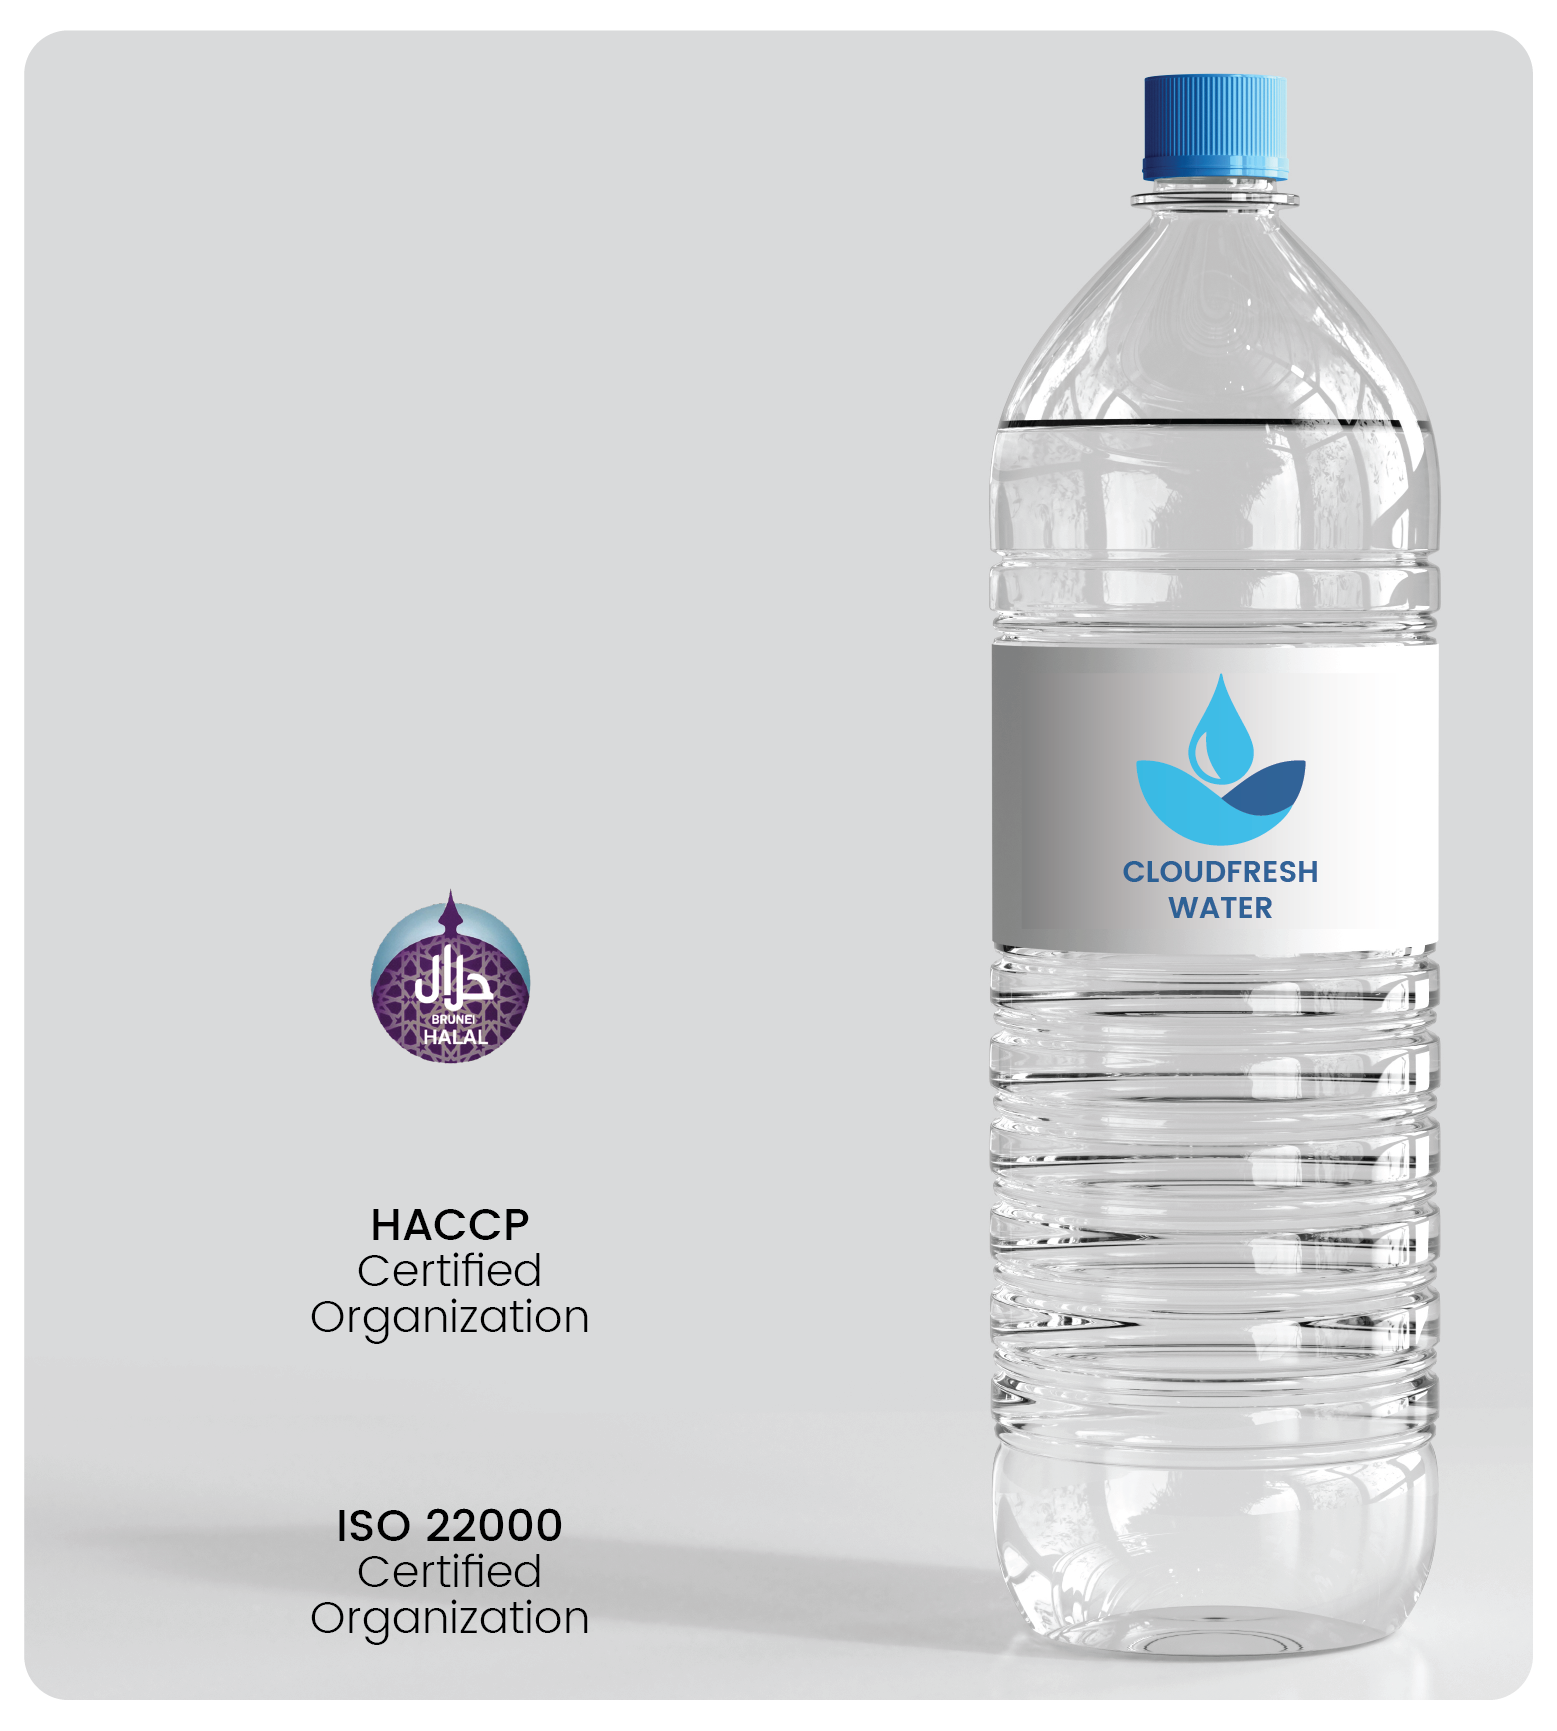 حلال
BRUNEI
HALAL
HACCP
Certified
Organization
ISO 22000
Certified
Organization
CLOUDFRESH
WATER